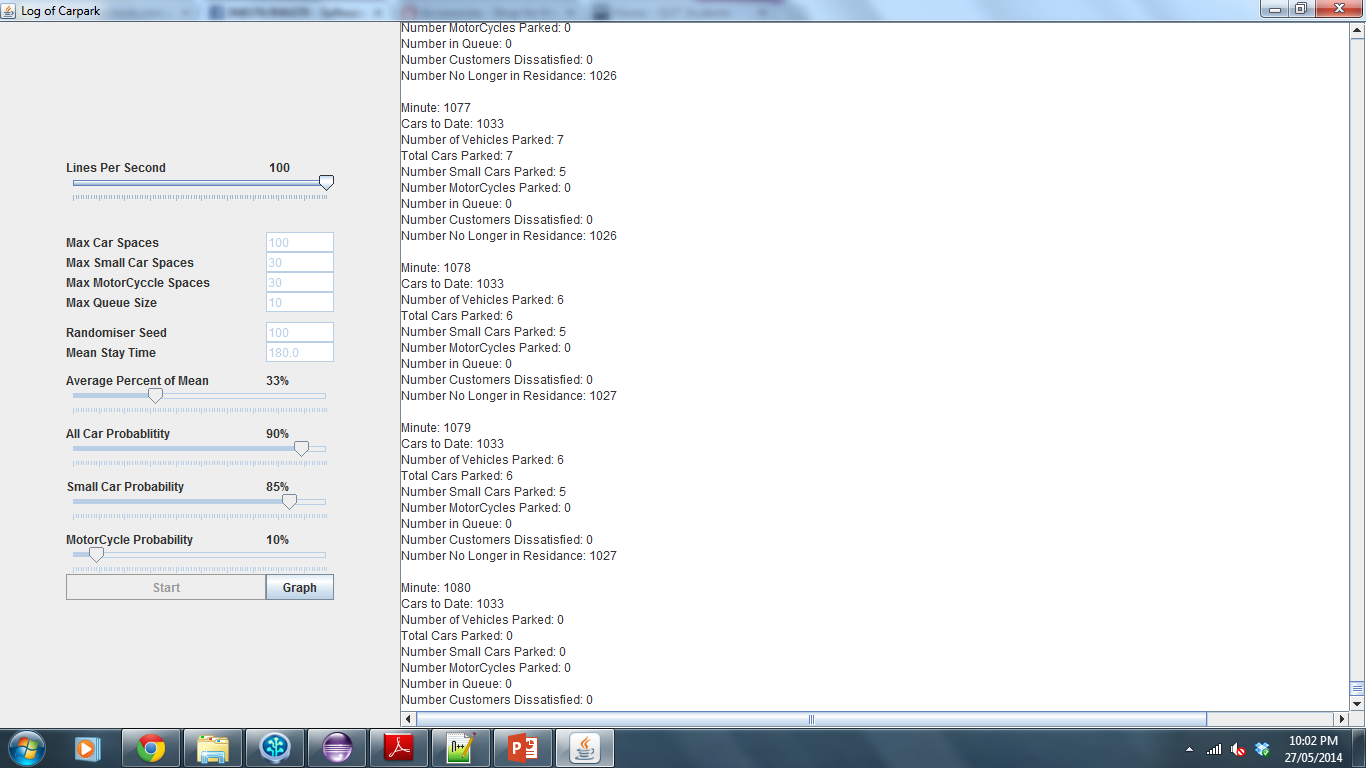 Log of Carpark
Lines Per Second 100
Max Car Spaces 100
Max Small Car Spaces 30
Max MotorCyccle Spaces 30
Max Queue Size 10
Randomiser Seed 100
Mean Stay Time 180.0
Average Percent of Mean 33%
All Car Probablitity 90%
Small Car Probability 85%
MotorCycle Probability 10%
Start Graph
Number MotorCycles Parked: 0
Number in Queue: 0
Number Customers Dissatisfied: 0
Number No Longer in Residance: 1026
Minute: 1077
Cars to Date: 1033
Number of Vehicles Parked: 7
Total Cars Parked: 7
Number Small Cars Parked: 5
Number MotorCycles Parked: 0
Number in Queue: 0
Number Customers Dissatisfied: 0
Number No Longer in Residance: 1026
Minute: 1078
Cars to Date: 1033
Number of Vehicles Parked: 6
Total Cars Parked: 6
Number Small Cars Parked: 5
Number MotorCycles Parked: 0
Number in Queue: 0
Number Customers Dissatisfied: 0
Number No Longer in Residance: 1027
Minute: 1079
Cars to Date: 1033
Number of Vehicles Parked: 6
Total Cars Parked: 6
Number Small Cars Parked: 5
Number MotorCycles Parked: 0
Number in Queue: 0
Number Customers Dissatisfied: 0
Number No Longer in Residance: 1027
Minute: 1080
Cars to Date: 1033
Number of Vehicles Parked: 0
Total Cars Parked: 0
Number Small Cars Parked: 0
Number MotorCycles Parked: 0
Number in Queue: 0
Number Customers Dissatisfied: 0
10:02 PM
27/05/2014